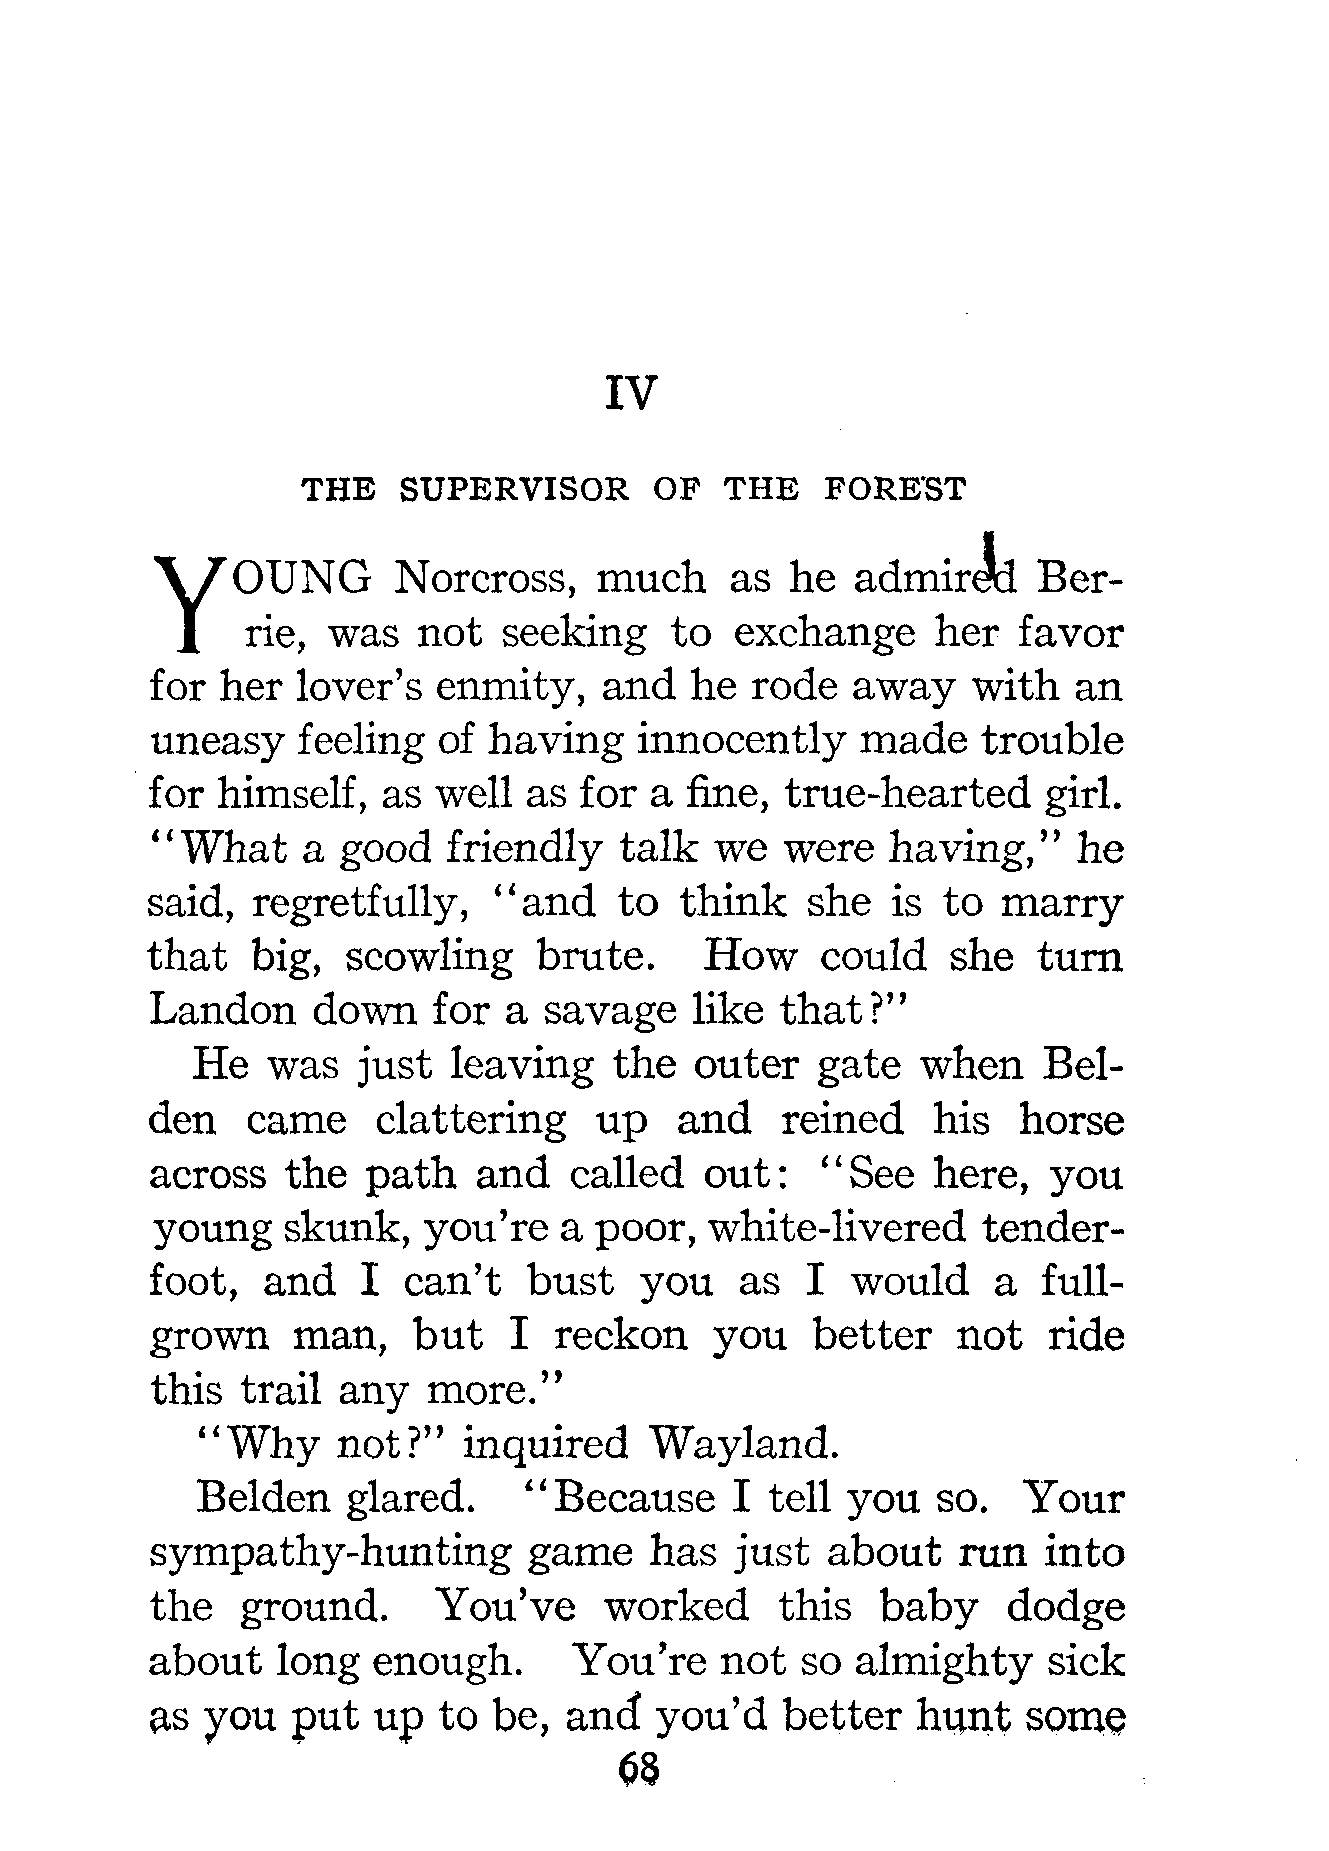 IV
THE SUPERVISOR OF THE FOREST
YOUNG Norcross, much as he admired Ber-
rie, was not seeking to exchange her favor
for her lover's enmity, and he rode away with an
uneasy feeling of having innocently made trouble
for himself, as well as for a fine, true-hearted girl.
"What a good friendly talk we were having," he
said, regretfully, "and to think she is to marry
that big, scowling brute. How could she turn
Landon down for a savage like that?"
He was just leaving the outer gate when Bel-
den came clattering up and reined his horse
across the path and called out: "See here, you
young skunk, you're a poor, white-livered tender-
foot, and I can't bust you as I would a full-
grown man, but I reckon you better not ride
this trail any more."
"Why not?" inquired Wayland.
Belden glared. "Because I tell you so. Your
sympathy-hunting game has just about run into
the ground. You've worked this baby dodge
about long enough. You're not so almighty sick
as you put up to be, and you'd better hunt some
68